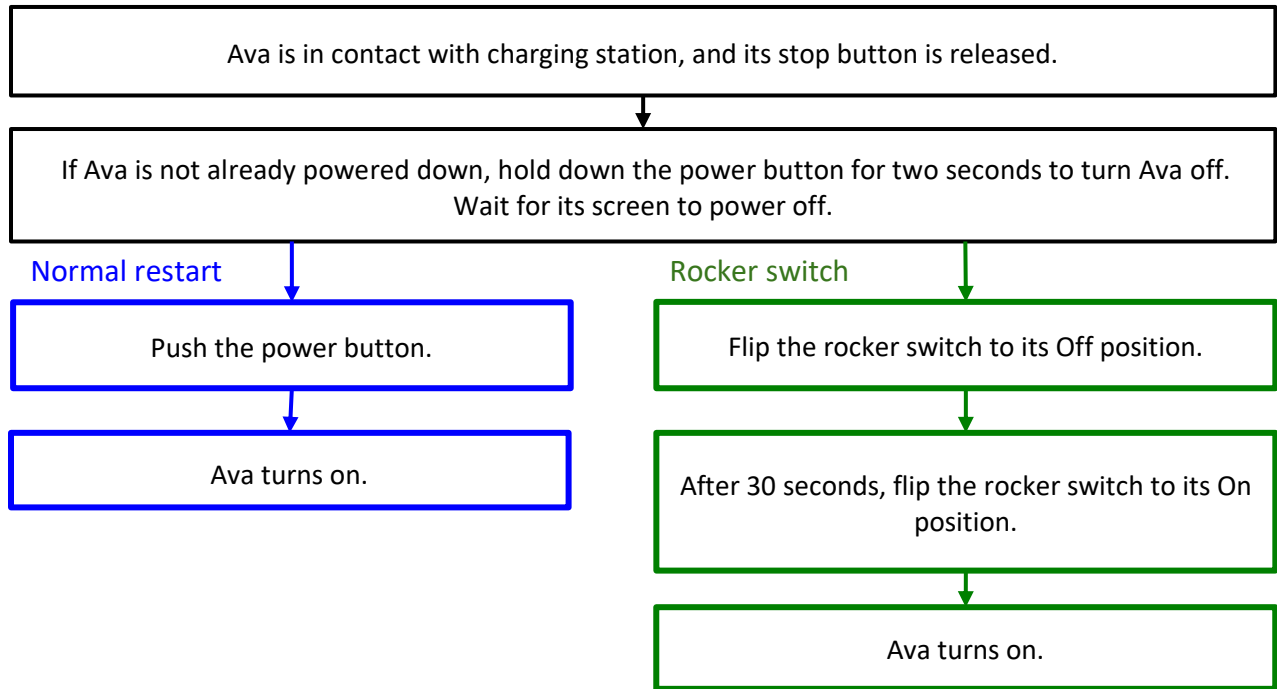 Ava is in contact with charging station, and its stop button is released.
If Ava is not already powered down, hold down the power button for two seconds to turn Ava off.
Wait for its screen to power off.
Normal restart
Push the power button.
Ava turns on.
Rocker switch
Flip the rocker switch to its Off position.
After 30 seconds, flip the rocker switch to its On
position.
Ava turns on.